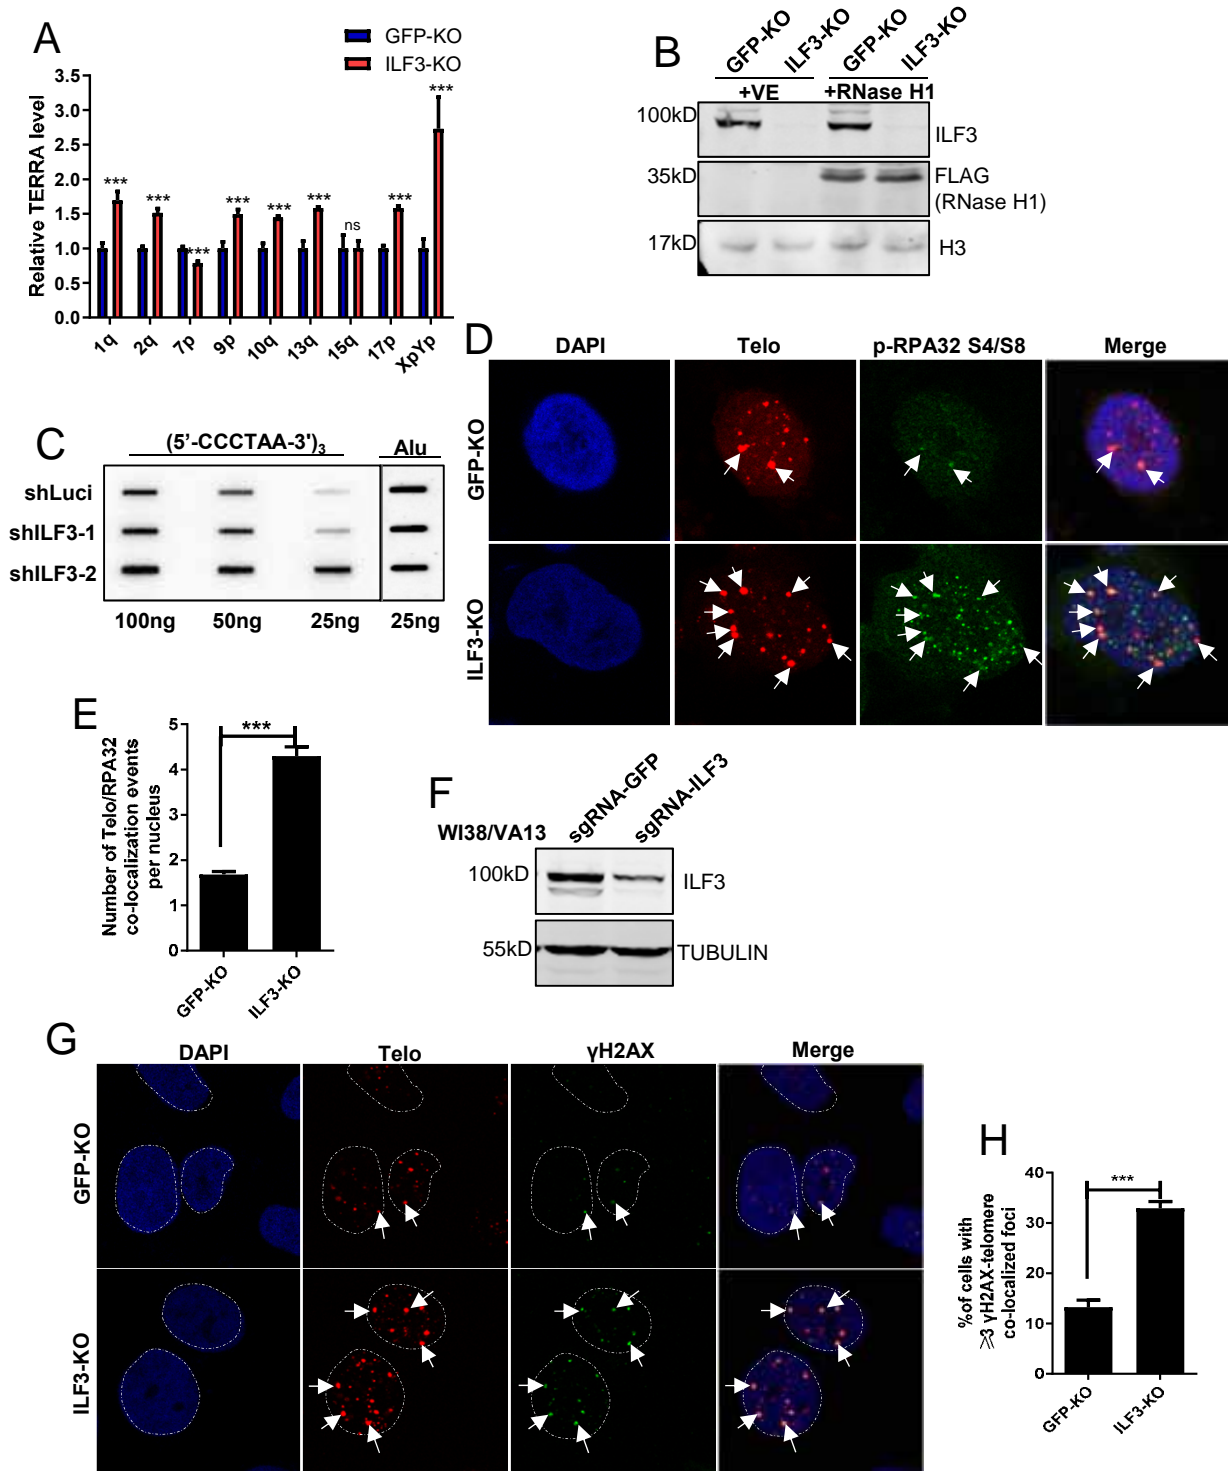 A
GFP-KO
ILF3-KO
Relative TERRA level
3.5
3.0
2.5
2.0
1.5
1.0
0.5
0.0
***
***
***
***
***
***
ns
***
***
1q
2q
7p
9p
10q
13q
15q
17p
XpYp
B
GFP-KO
ILF3-KO
GFP-KO
ILF3-KO
+VE
+RNase H1
100kD
ILF3
35kD
FLAG
(RNase H1)
17kD
H3
C
(5'-CCCTAA-3')3
Alu
shLuci
shILF3-1
shILF3-2
100ng
50ng
25ng
25ng
D
DAPI
Telo
p-RPA32 S4/S8
Merge
GFP-KO
ILF3-KO
E
Number of Telo/RPA32
co-localization events
per nucleus
5
4
3
2
1
0
***
GFP-KO
ILF3-KO
F
WI38/VA13
sgRNA-GFP
sgRNA-ILF3
100kD
ILF3
55kD
TUBULIN
G
DAPI
Telo
γH2AX
Merge
GFP-KO
ILF3-KO
H
%of cells with
⩾3 γH2AX-telomere
co-localized foci
40
30
20
10
0
***
GFP-KO
ILF3-KO